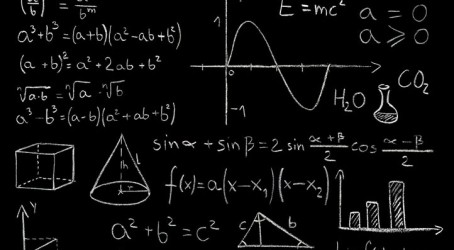 (a/b)^m = a^m/b^m
a³+b³=(a+b)(a²-ab+b²)
(a+b)²=a²+2ab+b²
√a·b = √a · √b
a³-b³=(a-b)(a²+ab+b²)
1
0
-1
E=mc²
a = 0
a ⩾ 0
H₂O
CO₂
sin α + sin β = 2 sin (α+β)/2 cos (α-β)/2
f(x)=a(x-x₁)(x-x₂)
h
l
r
Y
a²+b²=c²
c
b